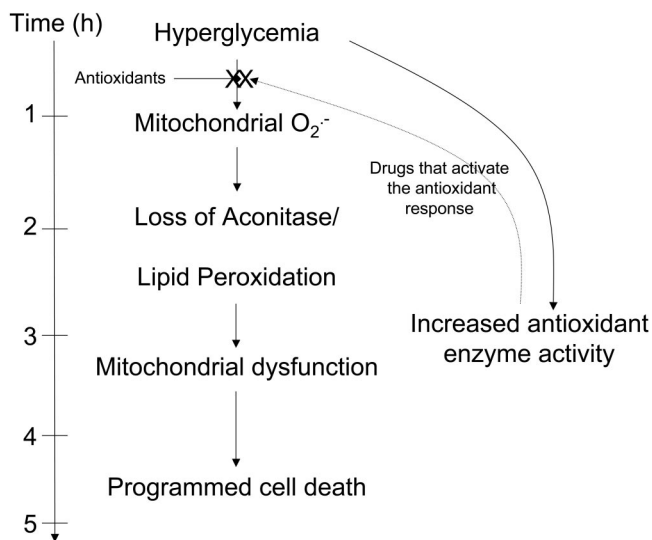 Time (h)
Hyperglycemia
Antioxidants
XX
1
Mitochondrial O2·-
Drugs that activate
the antioxidant
response
2
Loss of Aconitase/
Lipid Peroxidation
Increased antioxidant
enzyme activity
3
Mitochondrial dysfunction
4
Programmed cell death
5